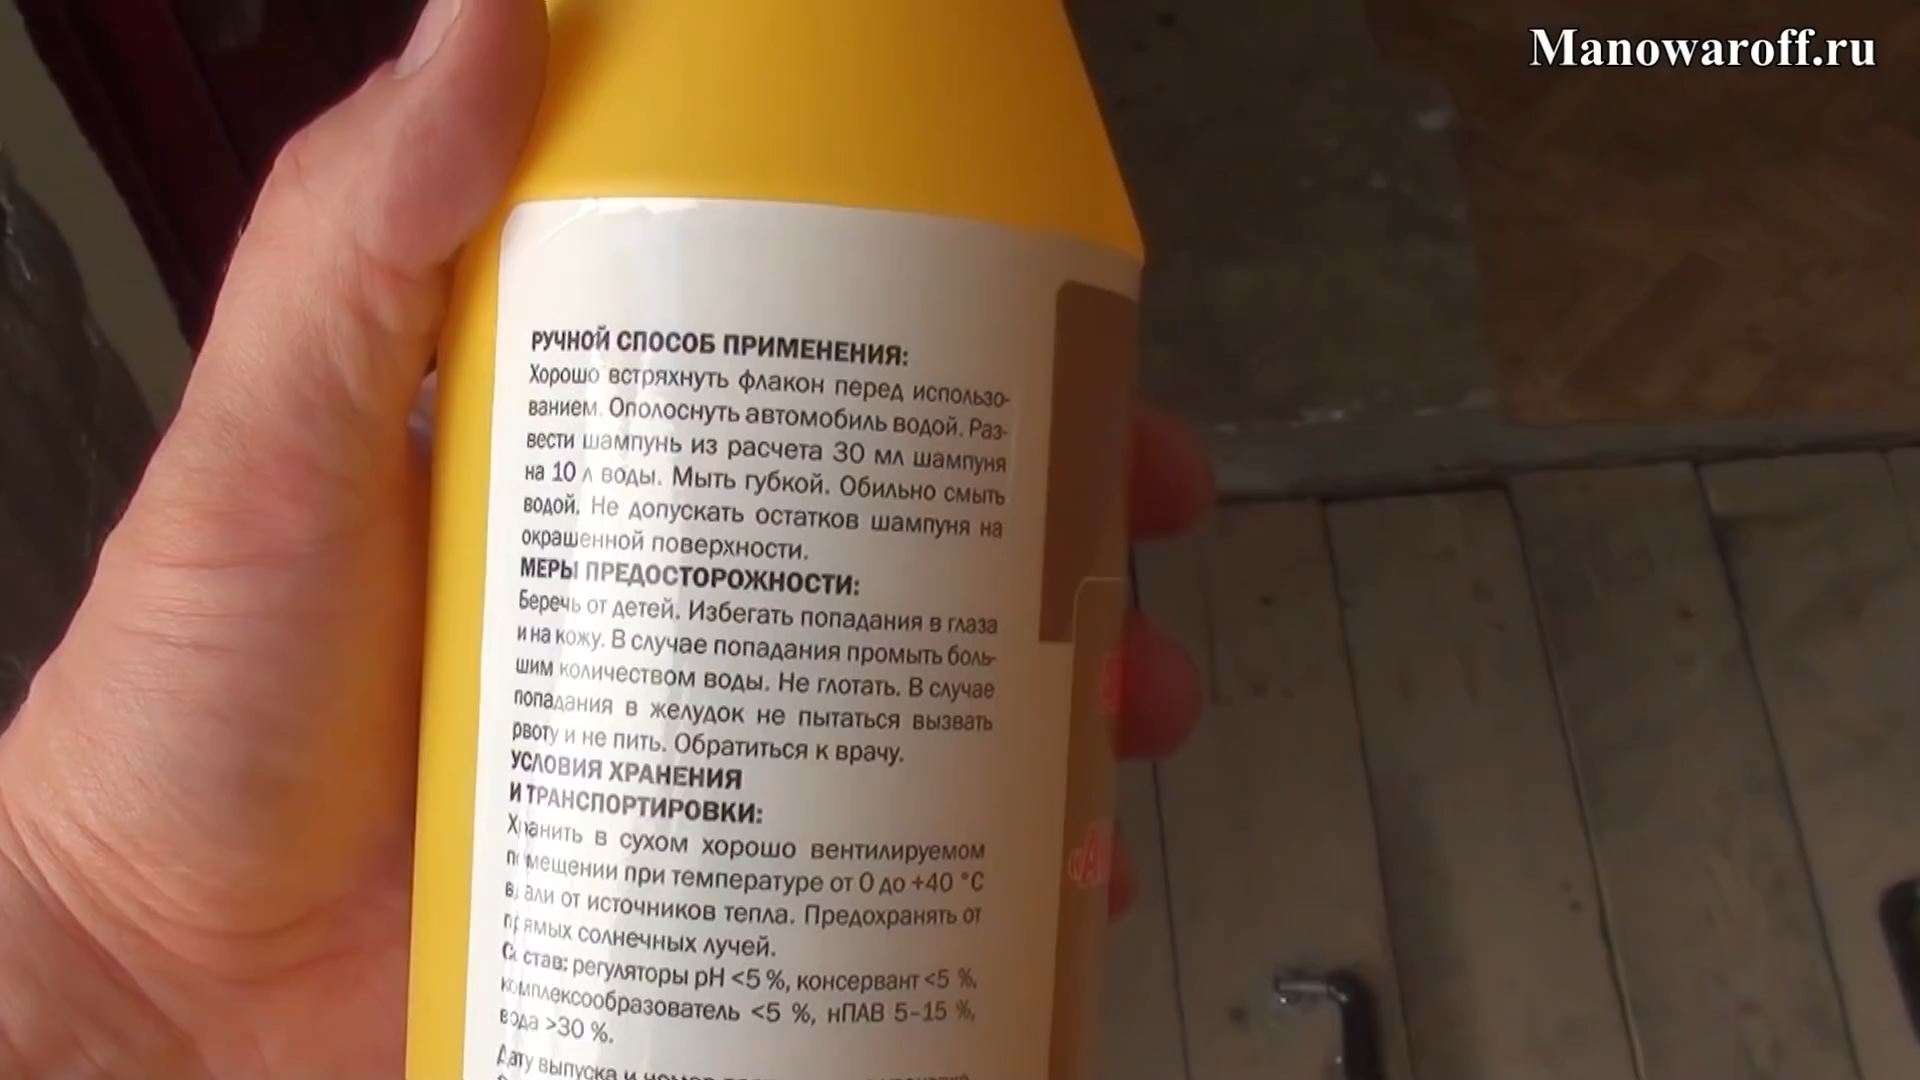 Manowaroff.ru
РУЧНОЙ СПОСОБ ПРИМЕНЕНИЯ:
Хорошо встряхнуть флакон перед использо-
ванием. Ополоснуть автомобиль водой. Раз-
вести шампунь из расчета 30 мл шампуня
на 10 л воды. Мыть губкой. Обильно смыть
водой. Не допускать остатков шампуня на
окрашенной поверхности.
МЕРЫ ПРЕДОСТОРОЖНОСТИ:
Беречь от детей. Избегать попадания в глаза
и на кожу. В случае попадания промыть боль-
шим количеством воды. Не глотать. В случае
попадания в желудок не пытаться вызвать
рвоту и не пить. Обратиться к врачу.
УСЛОВИЯ ХРАНЕНИЯ
И ТРАНСПОРТИРОВКИ:
Хранить в сухом хорошо вентилируемом
помещении при температуре от 0 до +40 °C
вдали от источников тепла. Предохранять от
прямых солнечных лучей.
Состав: регуляторы pH <5 %, консервант <5 %,
комплексообразователь <5 %, нПАВ 5–15 %,
вода >30 %.
Дату выпуска и номер